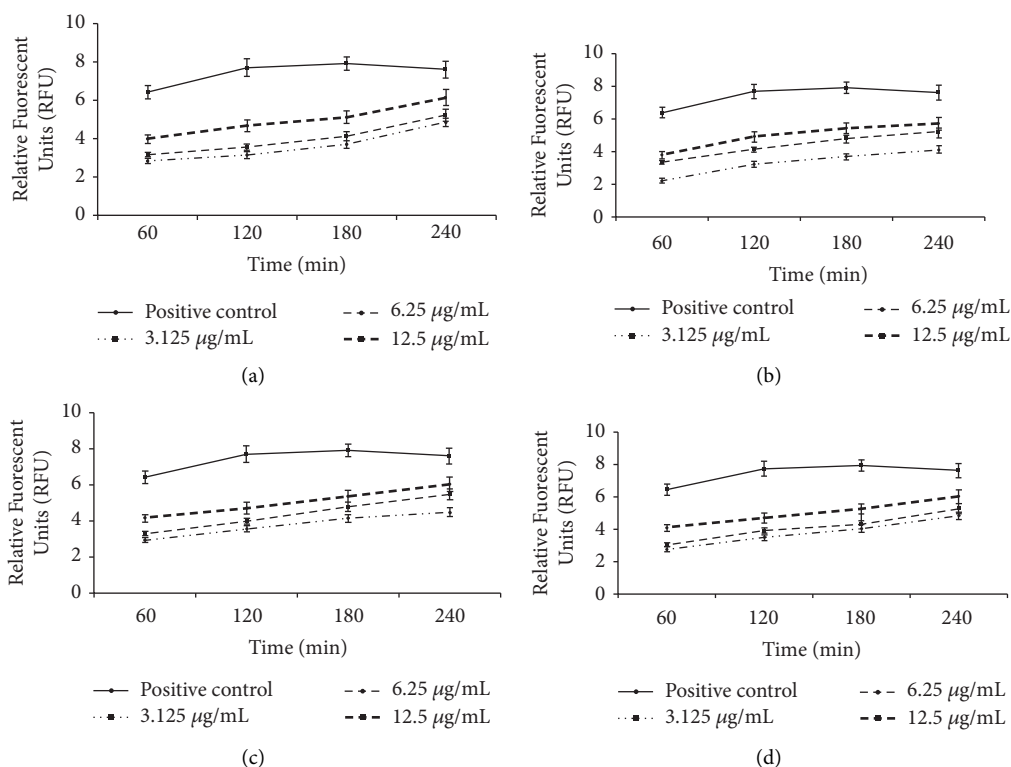 Relative Fluorescent
Units (RFU)
10
8
6
4
2
0
60 120 180 240
Time (min)
Positive control
3.125 μg/mL
6.25 μg/mL
12.5 μg/mL
(a)
Relative Fluorescent
Units (RFU)
10
8
6
4
2
0
60 120 180 240
Time (min)
Positive control
3.125 μg/mL
6.25 μg/mL
12.5 μg/mL
(b)
Relative Fluorescent
Units (RFU)
10
8
6
4
2
0
60 120 180 240
Time (min)
Positive control
3.125 μg/mL
6.25 μg/mL
12.5 μg/mL
(c)
Relative Fluorescent
Units (RFU)
10
8
6
4
2
0
60 120 180 240
Time (min)
Positive control
3.125 μg/mL
6.25 μg/mL
12.5 μg/mL
(d)